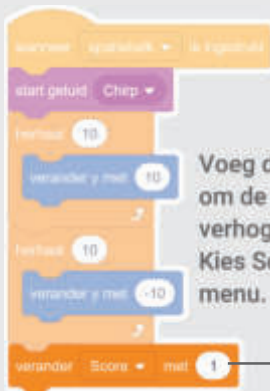 wanneer spatiebalk is ingedrukt
start geluid Chirp
herhaal 10
verander y met 10
herhaal 10
verander y met -10
verander Score met 1
Voeg d
om de
verhog
Kies Sc
menu.